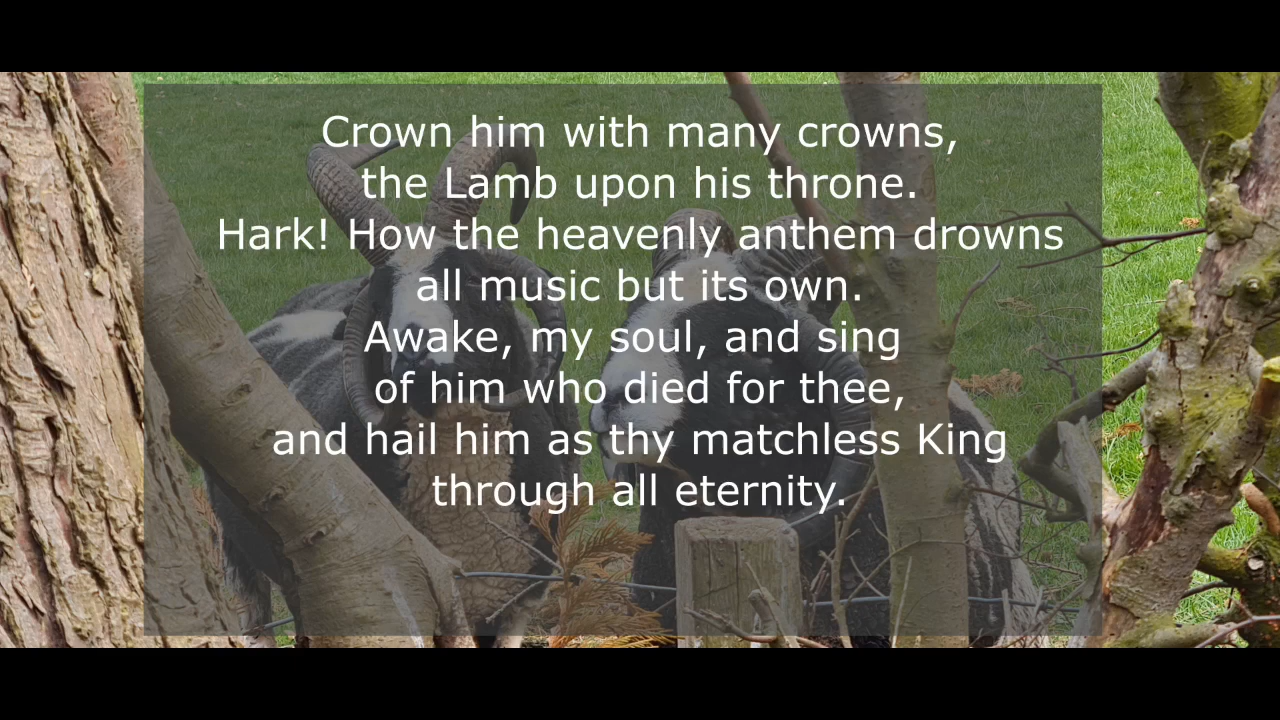 Crown him with many crowns,
the Lamb upon his throne.
Hark! How the heavenly anthem drowns
all music but its own.
Awake, my soul, and sing
of him who died for thee,
and hail him as thy matchless King
through all eternity.